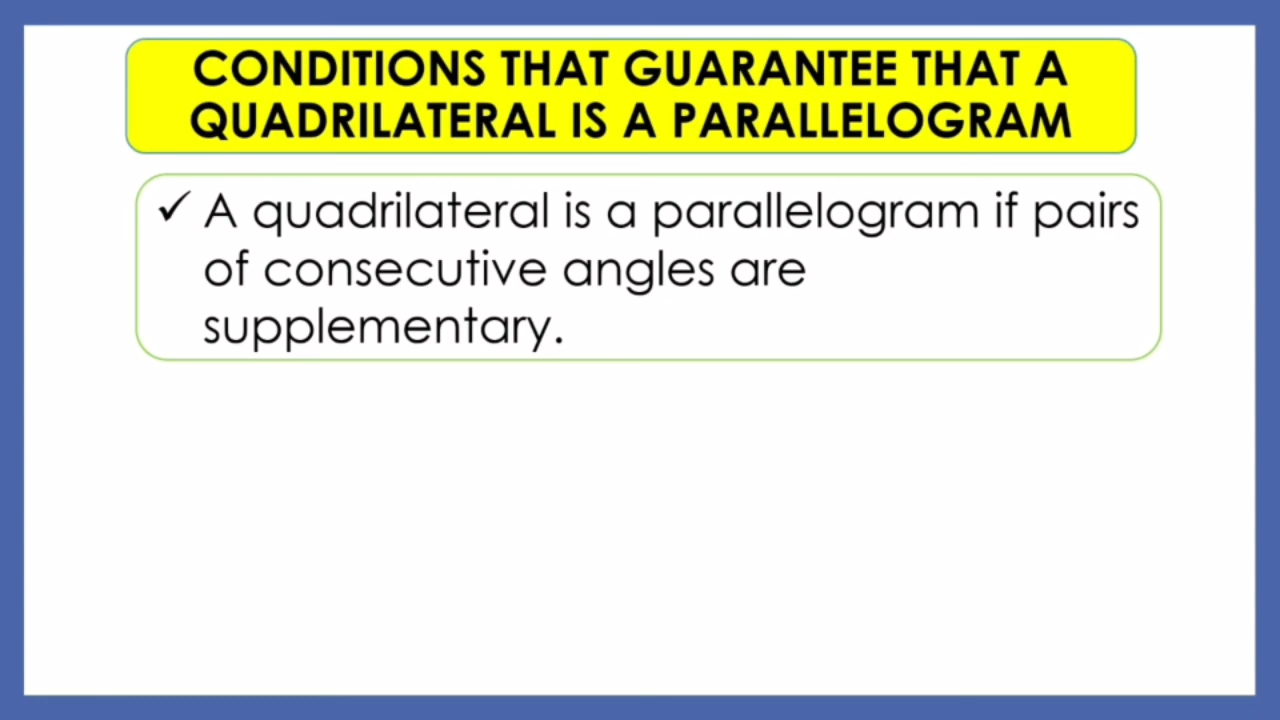 CONDITIONS THAT GUARANTEE THAT A
QUADRILATERAL IS A PARALLELOGRAM
✓ A quadrilateral is a parallelogram if pairs
of consecutive angles are
supplementary.